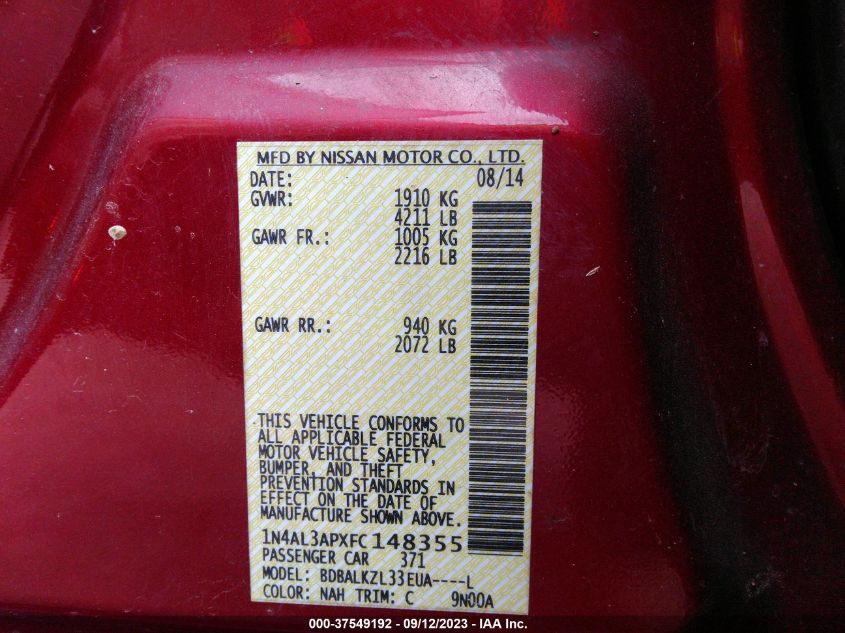 MFD BY NISSAN MOTOR CO., LTD.
DATE: 08/14
GVWR: 1910 KG
4211 LB
GAWR FR.: 1005 KG
2216 LB
GAWR RR.: 940 KG
2072 LB
THIS VEHICLE CONFORMS TO
ALL APPLICABLE FEDERAL
MOTOR VEHICLE SAFETY,
BUMPER, AND THEFT
PREVENTION STANDARDS IN
EFFECT ON THE DATE OF
MANUFACTURE SHOWN ABOVE.
1N4AL3APXFC148355
PASSENGER CAR 371
MODEL: BDBALKZL33EUA----L
COLOR: NAH TRIM: C 9N00A
000-37549192 - 09/12/2023 - IAA Inc.